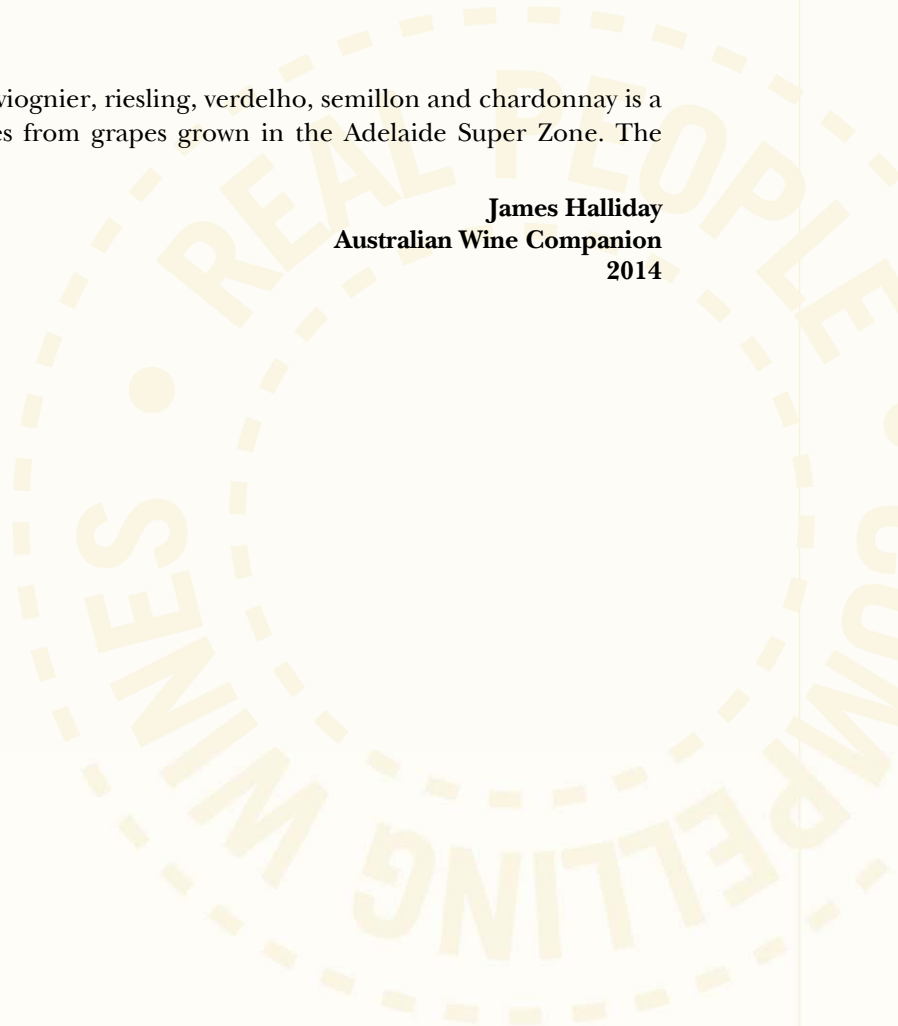 viognier, riesling, verdelho, semillon and chardonnay is a
from grapes grown in the Adelaide Super Zone. The
James Halliday
Australian Wine Companion
2014
REAL PEOPLE • COMPELLING WINES •